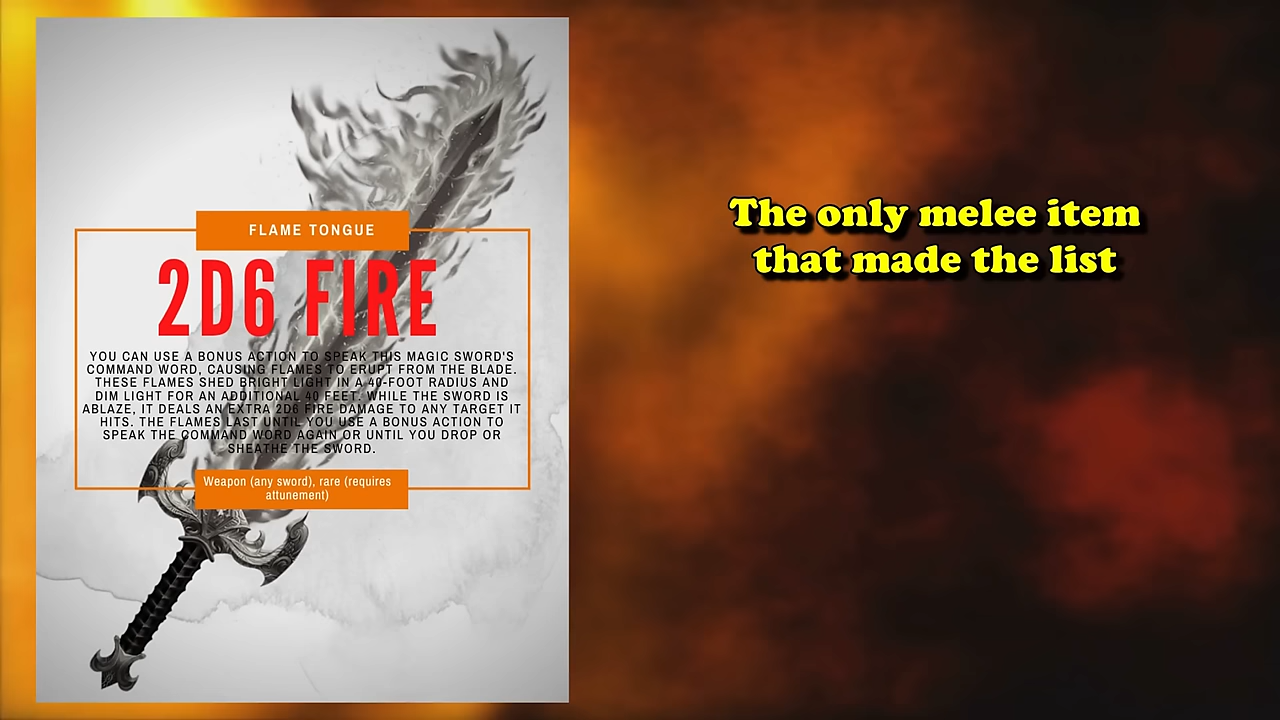 FLAME TONGUE
2D6 FIRE
YOU CAN USE A BONUS ACTION TO SPEAK THIS MAGIC SWORD'S
COMMAND WORD, CAUSING FLAMES TO ERUPT FROM THE BLADE.
THESE FLAMES SHED BRIGHT LIGHT IN A 40-FOOT RADIUS AND
DIM LIGHT FOR AN ADDITIONAL 40 FEET. WHILE THE SWORD IS
ABLAZE, IT DEALS AN EXTRA 2D6 FIRE DAMAGE TO ANY TARGET IT
HITS. THE FLAMES LAST UNTIL YOU USE A BONUS ACTION TO
SPEAK THE COMMAND WORD AGAIN OR UNTIL YOU DROP OR
SHEATHE THE SWORD.
Weapon (any sword), rare (requires
attunement)
The only melee item
that made the list